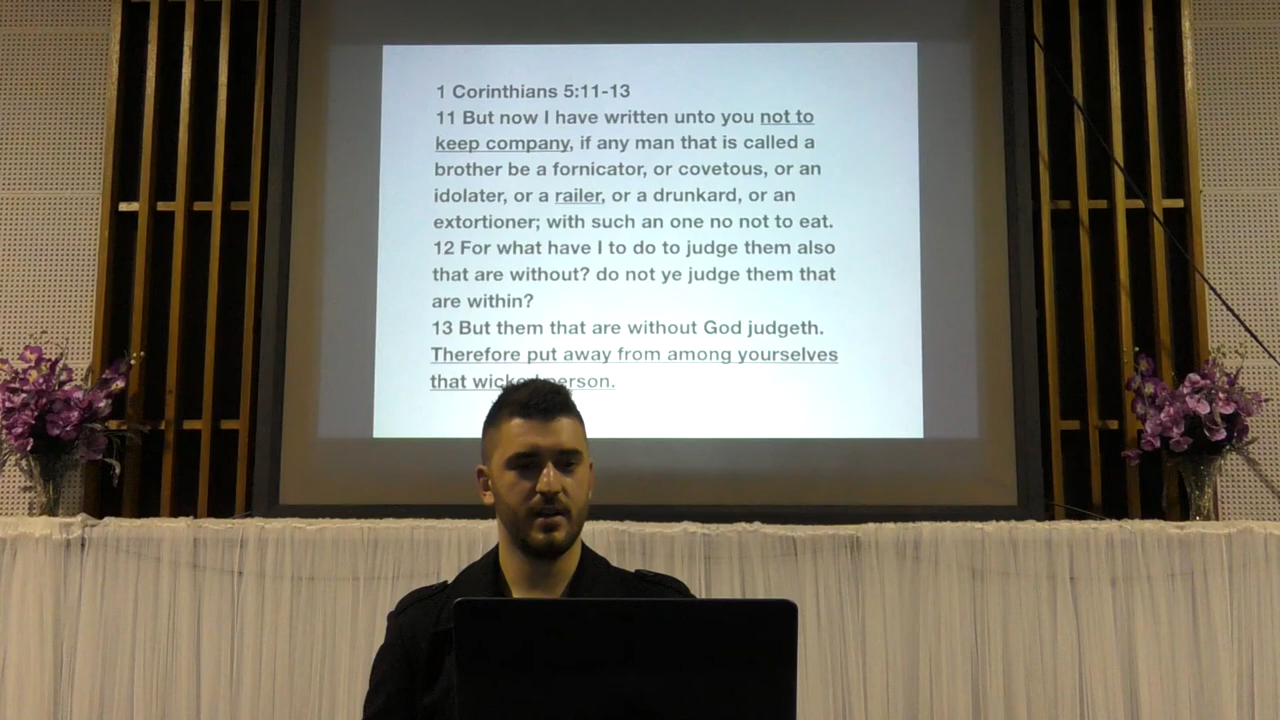 1 Corinthians 5:11-13
11 But now I have written unto you not to
keep company, if any man that is called a
brother be a fornicator, or covetous, or an
idolater, or a railer, or a drunkard, or an
extortioner; with such an one no not to eat.
12 For what have I to do to judge them also
that are without? do not ye judge them that
are within?
13 But them that are without God judgeth.
Therefore put away from among yourselves
that wicked person.